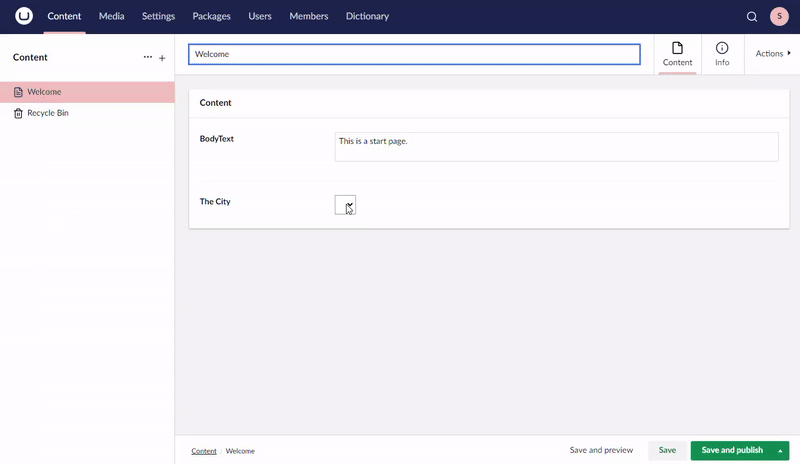 Content Media Settings Packages Users Members Dictionary S
Content
Welcome
Recycle Bin
Welcome
Content
Info
Actions
Content
BodyText
This is a start page.
The City
Content / Welcome
Save and preview
Save
Save and publish